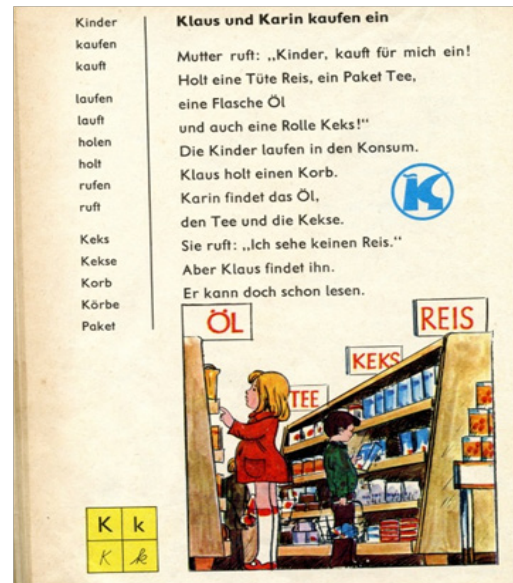 Kinder
kaufen
kauft
laufen
lauft
holen
holt
rufen
ruft
Keks
Kekse
Korb
Körbe
Paket
Klaus und Karin kaufen ein
Mutter ruft: „Kinder, kauft für mich ein!
Holt eine Tüte Reis, ein Paket Tee,
eine Flasche Öl
und auch eine Rolle Keks!"
Die Kinder laufen in den Konsum.
Klaus holt einen Korb.
Karin findet das Öl,
den Tee und die Kekse.
Sie ruft: „Ich sehe keinen Reis."
Aber Klaus findet ihn.
Er kann doch schon lesen.
K
ÖL
TEE
KEKS
REIS
K k
K k